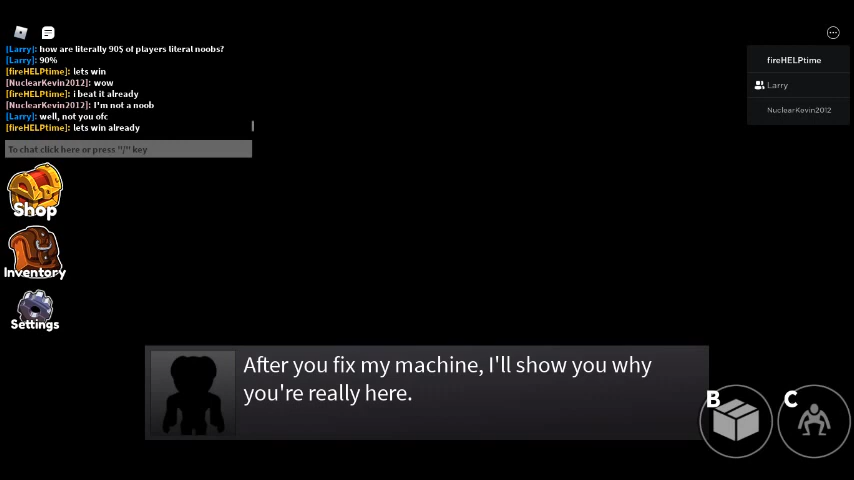 [Larry]: how are literally 90$ of players literal noobs?
[Larry]: 90%
[fireHELPtime]: lets win
[NuclearKevin2012]: wow
[fireHELPtime]: i beat it already
[NuclearKevin2012]: I'm not a noob
[Larry]: well, not you ofc
[fireHELPtime]: lets win already
To chat click here or press "/" key
fireHELPtime
Larry
NuclearKevin2012
Shop
Inventory
Settings
After you fix my machine, I'll show you why
you're really here.
B
C